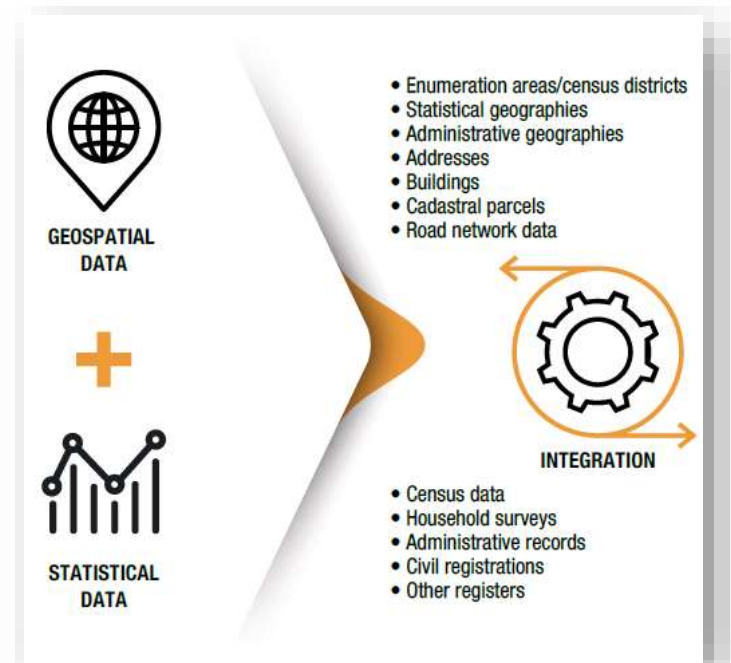 GEOSPATIAL
DATA
+
STATISTICAL
DATA
• Enumeration areas/census districts
• Statistical geographies
• Administrative geographies
• Addresses
• Buildings
• Cadastral parcels
• Road network data
INTEGRATION
• Census data
• Household surveys
• Administrative records
• Civil registrations
• Other registers